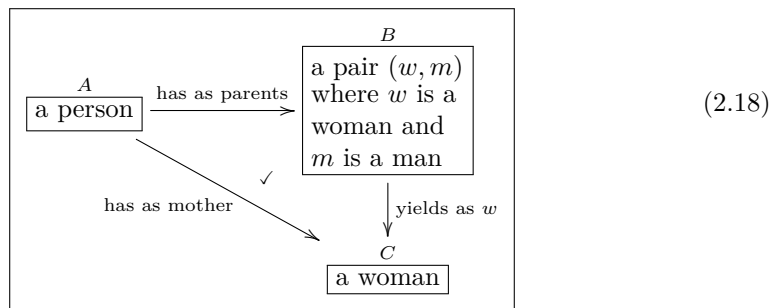 B
a pair (w, m)
where w is a
woman and
m is a man
A
a person
has as parents
(2.18)
✓
has as mother
yields as w
C
a woman